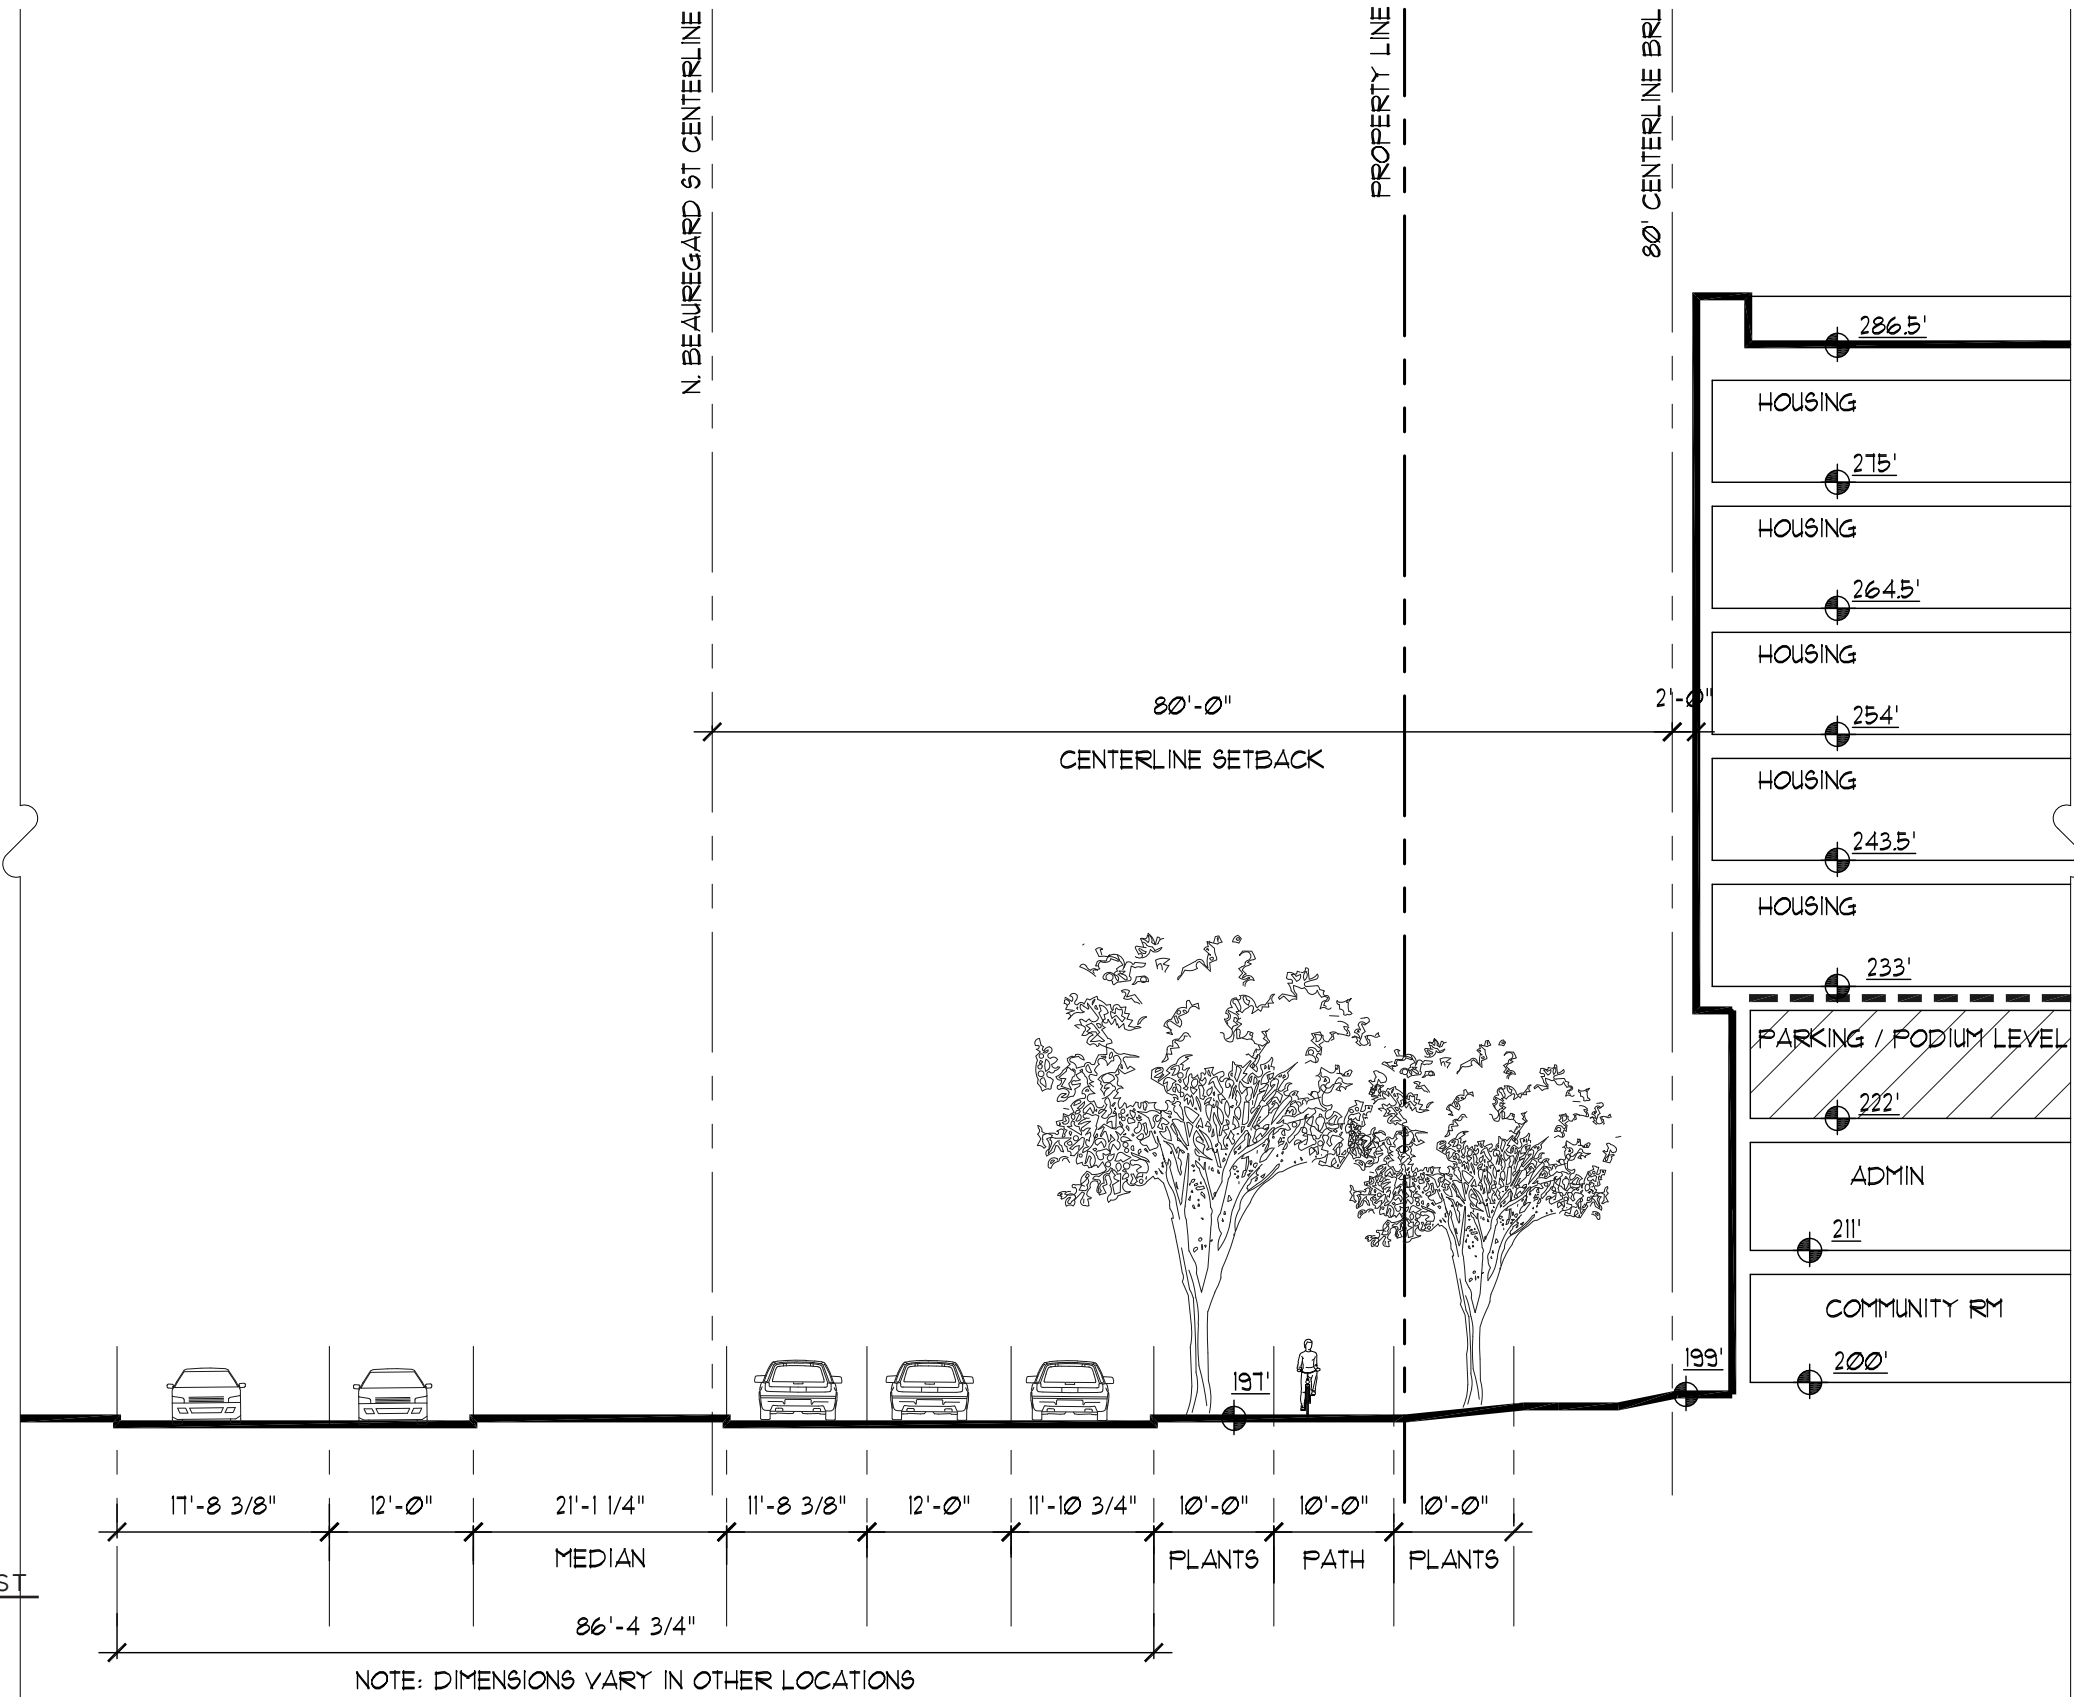 N. BEAUREGARD ST CENTERLINE
PROPERTY LINE
80' CENTERLINE BRL
286.5'
HOUSING
275'
HOUSING
264.5'
HOUSING
2'-0"
80'-0"
254'
CENTERLINE SETBACK
HOUSING
243.5'
HOUSING
233'
PARKING / PODIUM LEVEL
222'
ADMIN
211'
COMMUNITY RM
199'
200'
197'
17'-8 3/8" 12'-0" 21'-1 1/4" 11'-8 3/8" 12'-0" 11'-10 3/4" 10'-0" 10'-0" 10'-0"
MEDIAN PLANTS PATH PLANTS
ST
86'-4 3/4"
NOTE: DIMENSIONS VARY IN OTHER LOCATIONS